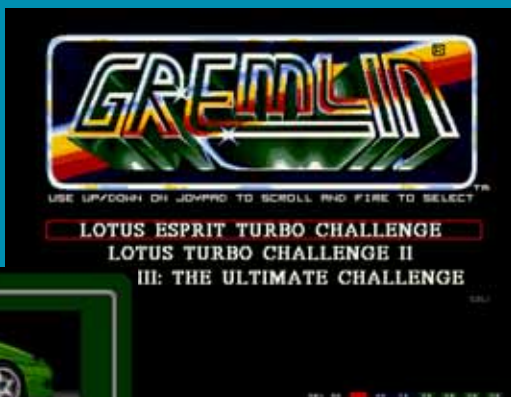 GREMLIN
®
USE UP/DOWN ON JOYPAD TO SCROLL AND FIRE TO SELECT
™
LOTUS ESPRIT TURBO CHALLENGE
LOTUS TURBO CHALLENGE II
III: THE ULTIMATE CHALLENGE